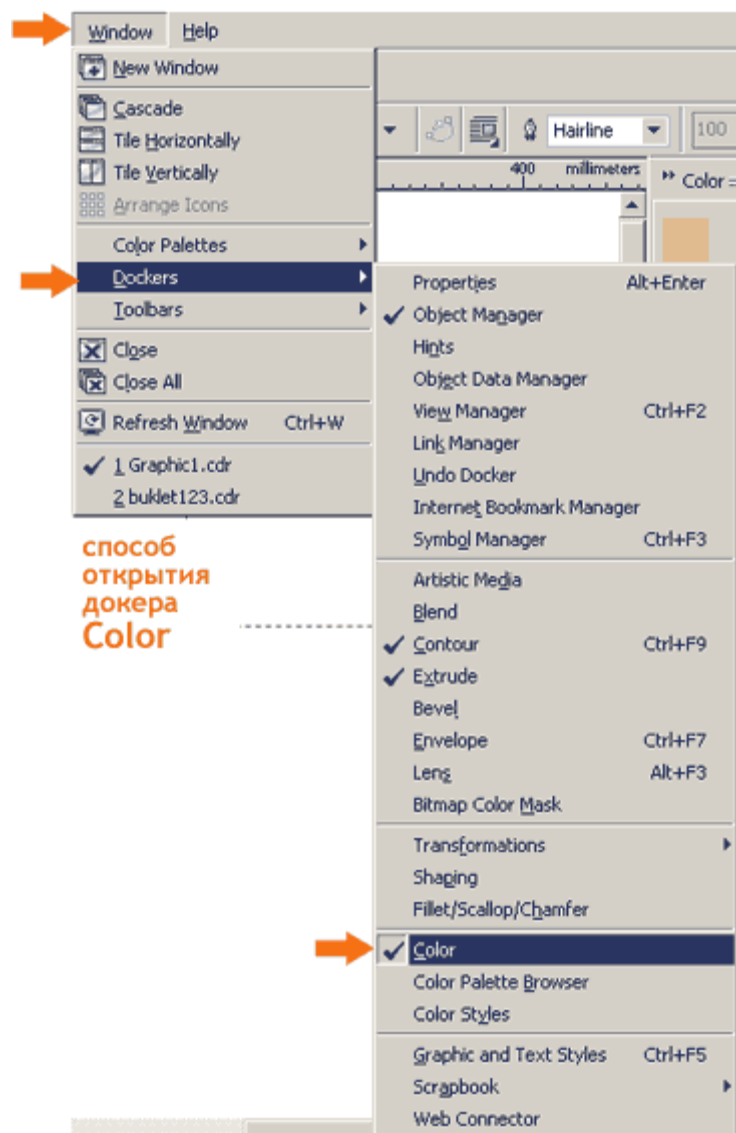 Window Help
New Window
Cascade
Tile Horizontally
Tile Vertically
Arrange Icons
Color Palettes
Dockers
Toolbars
Close
Close All
Refresh Window Ctrl+W
1 Graphic1.cdr
2 buklet123.cdr
Hairline 100
400 millimeters
Color
Properties Alt+Enter
Object Manager
Hints
Object Data Manager
View Manager Ctrl+F2
Link Manager
Undo Docker
Internet Bookmark Manager
Symbol Manager Ctrl+F3
Artistic Media
Blend
Contour Ctrl+F9
Extrude
Bevel
Envelope Ctrl+F7
Lens Alt+F3
Bitmap Color Mask
Transformations
Shaping
Fillet/Scallop/Chamfer
Color
Color Palette Browser
Color Styles
Graphic and Text Styles Ctrl+F5
Scrapbook
Web Connector
способ
открытия
докера
Color